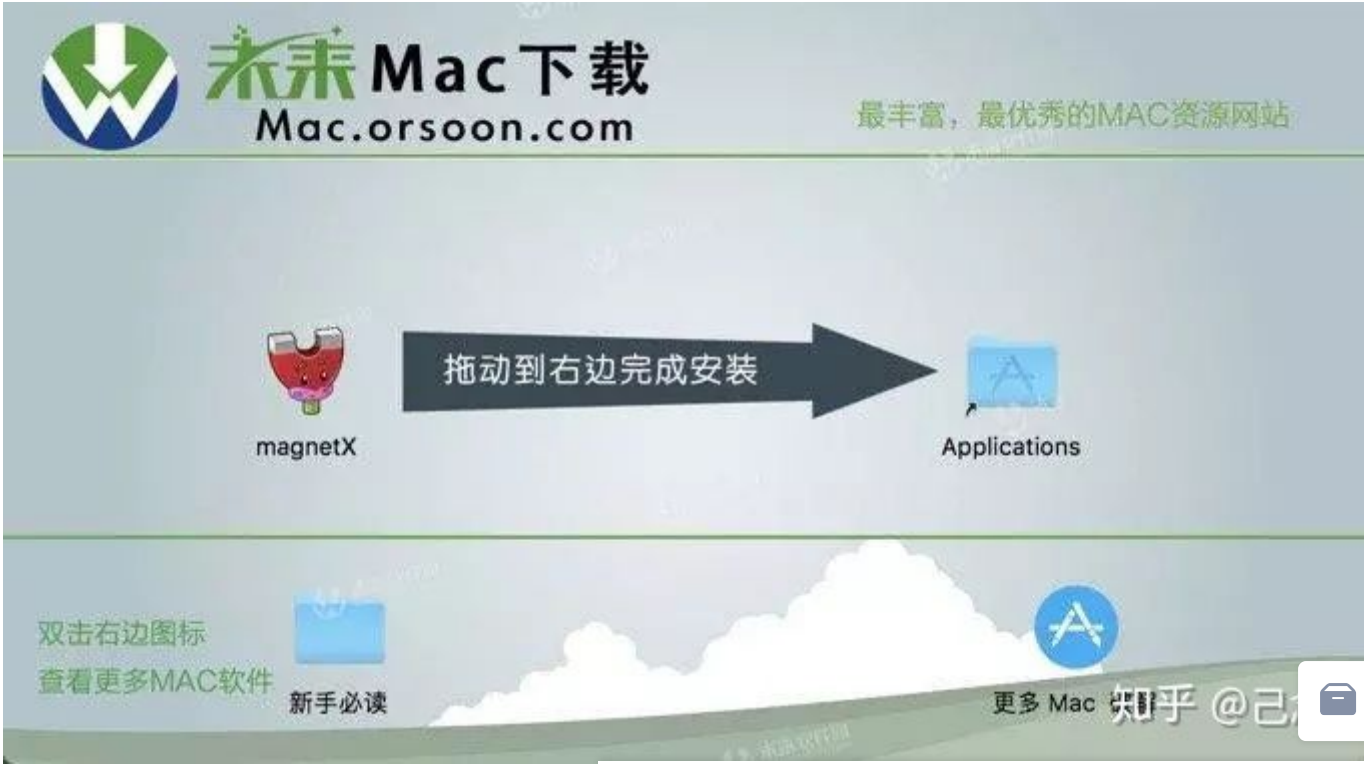 未来Mac下载
Mac.orsoon.com
最丰富，最优秀的MAC资源网站
拖动到右边完成安装
magnetX
Applications
双击右边图标
查看更多MAC软件
新手必读
更多 Mac
知乎 @己